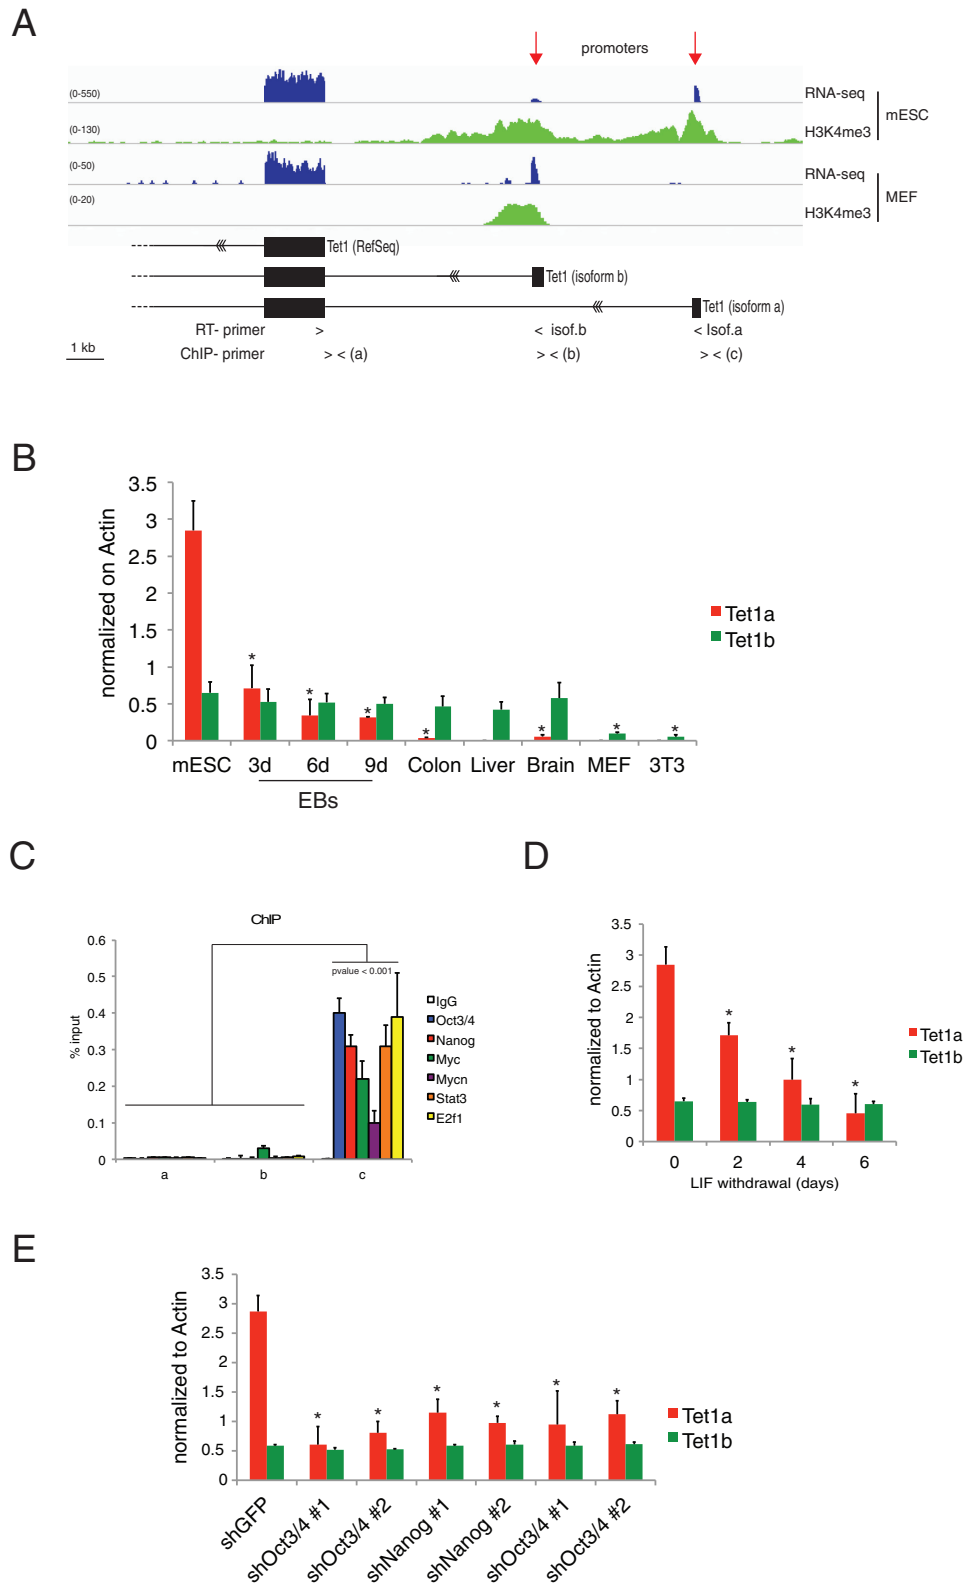 A
promoters
(0-550)
RNA-seq
mESC
(0-130)
H3K4me3
(0-50)
RNA-seq
MEF
(0-20)
H3K4me3
Tet1 (RefSeq)
Tet1 (isoform b)
Tet1 (isoform a)
RT- primer > < isof.b < Isof.a
1 kb
ChIP- primer > < (a) > < (b) > < (c)
B
normalized on Actin
3.5
3
2.5
2
1.5
1
0.5
0
* * * * * * *
Tet1a
Tet1b
mESC 3d 6d 9d Colon Liver Brain MEF 3T3
EBs
C
ChIP
% input
0.6
0.5
0.4
0.3
0.2
0.1
0
pvalue < 0.001
IgG
Oct3/4
Nanog
Myc
Mycn
Stat3
E2f1
a b c
D
normalized to Actin
3.5
3
2.5
2
1.5
1
0.5
0
* * *
Tet1a
Tet1b
0 2 4 6
LIF withdrawal (days)
E
normalized to Actin
3.5
3
2.5
2
1.5
1
0.5
0
* * * * * *
Tet1a
Tet1b
shGFP
shOct3/4 #1
shOct3/4 #2
shNanog #1
shNanog #2
shOct3/4 #1
shOct3/4 #2